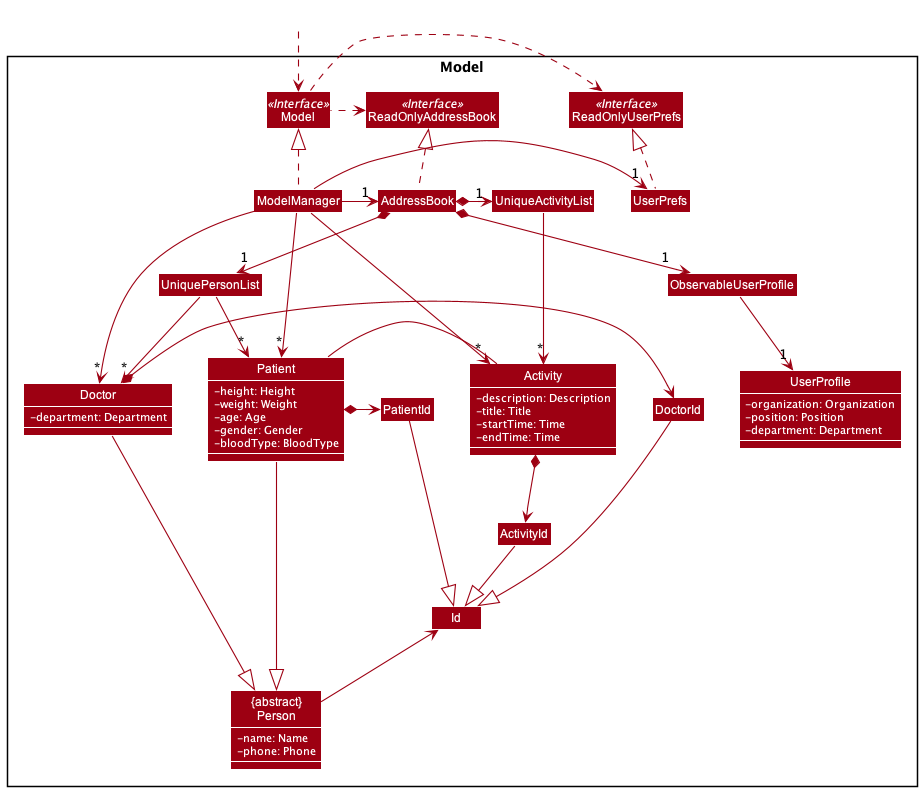 Model
«Interface»
Model
«Interface»
ReadOnlyAddressBook
«Interface»
ReadOnlyUserPrefs
1
ModelManager
1
AddressBook
1
UniqueActivityList
UserPrefs
1
1
UniquePersonList
ObservableUserProfile
*
*
*
*
*
*
1
Doctor
-department: Department
Patient
-height: Height
-weight: Weight
-age: Age
-gender: Gender
-bloodType: BloodType
PatientId
Activity
-description: Description
-title: Title
-startTime: Time
-endTime: Time
DoctorId
UserProfile
-organization: Organization
-position: Position
-department: Department
ActivityId
Id
{abstract}
Person
-name: Name
-phone: Phone